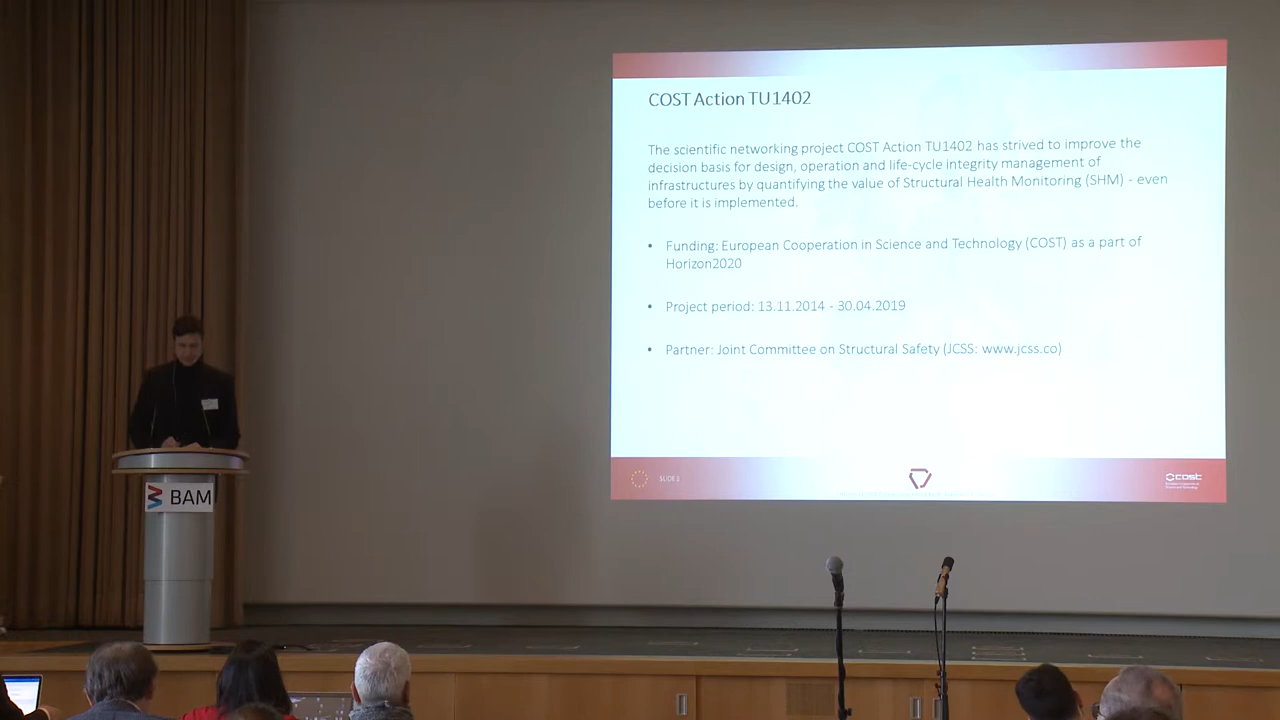 COST Action TU1402
The scientific networking project COST Action TU1402 has strived to improve the
decision basis for design, operation and life-cycle integrity management of
infrastructures by quantifying the value of Structural Health Monitoring (SHM) - even
before it is implemented.
• Funding: European Cooperation in Science and Technology (COST) as a part of
Horizon2020
• Project period: 13.11.2014 - 30.04.2019
• Partner: Joint Committee on Structural Safety (JCSS: www.jcss.co)
cost
BAM